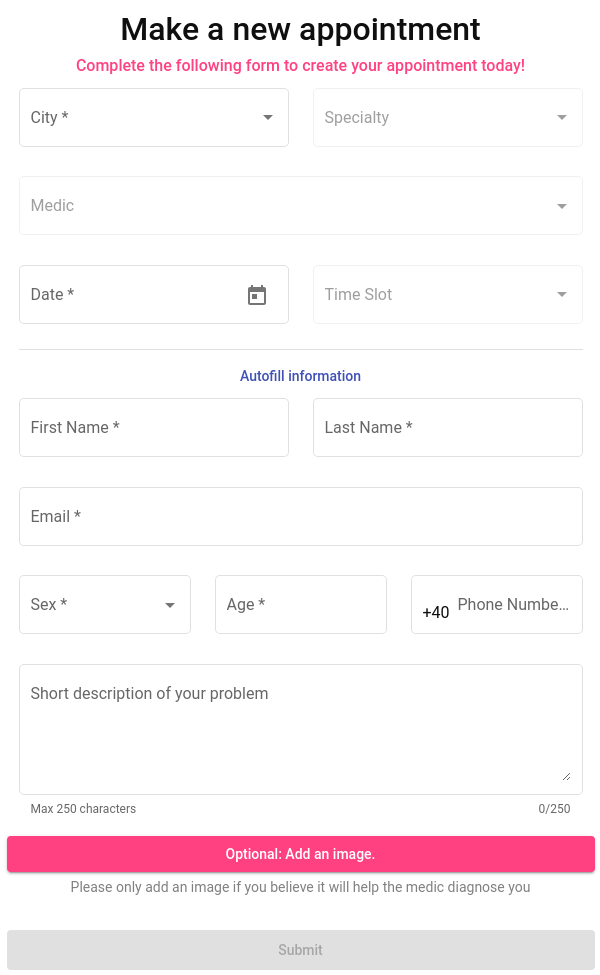 Make a new appointment
Complete the following form to create your appointment today!
City *
Specialty
Medic
Date *
Time Slot
Autofill information
First Name *
Last Name *
Email *
Sex *
Age *
+40 Phone Numbe...
Short description of your problem
Max 250 characters
0/250
Optional: Add an image.
Please only add an image if you believe it will help the medic diagnose you
Submit